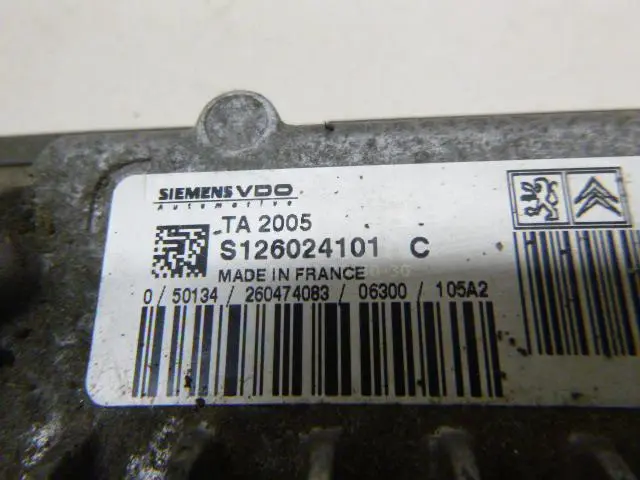 SIEMENS VDO
Automotive
TA 2005
S126024101 C
MADE IN FRANCE
0 / 50134 / 260474083 / 06300 / 105A2